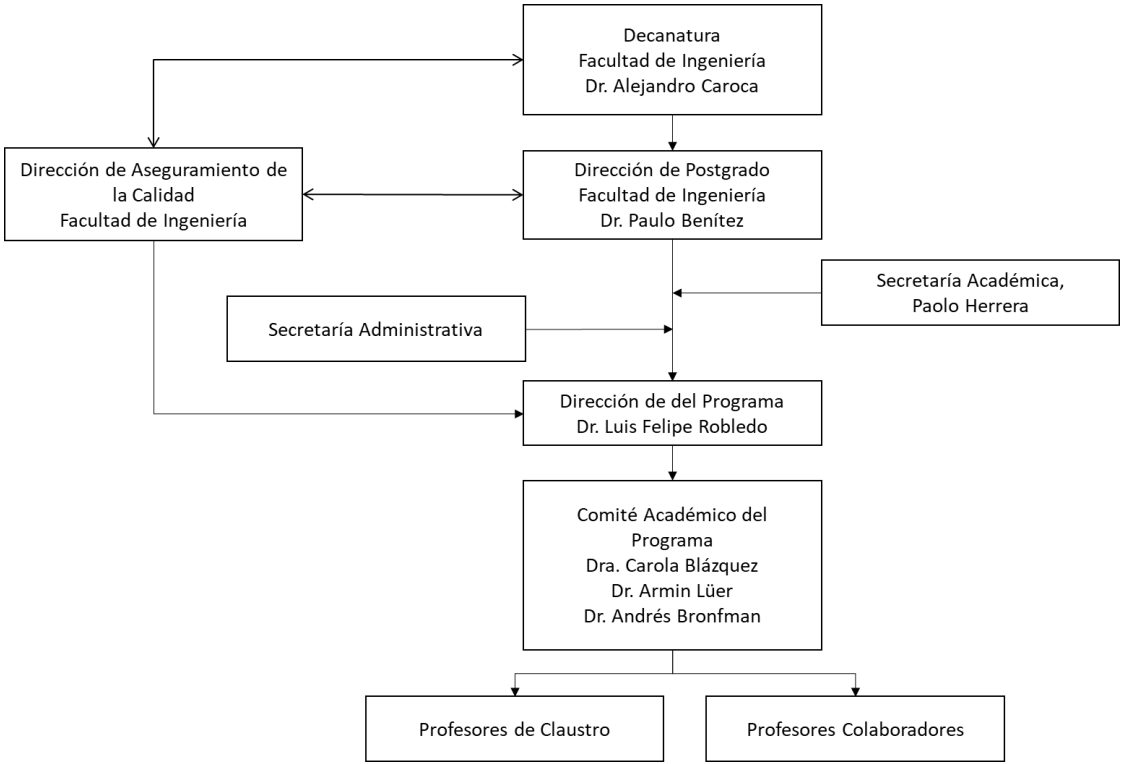 Decanatura
Facultad de Ingeniería
Dr. Alejandro Caroca
Dirección de Aseguramiento de
la Calidad
Facultad de Ingeniería
Dirección de Postgrado
Facultad de Ingeniería
Dr. Paulo Benítez
Secretaría Académica,
Paolo Herrera
Secretaría Administrativa
Dirección de del Programa
Dr. Luis Felipe Robledo
Comité Académico del
Programa
Dra. Carola Blázquez
Dr. Armin Lüer
Dr. Andrés Bronfman
Profesores de Claustro
Profesores Colaboradores